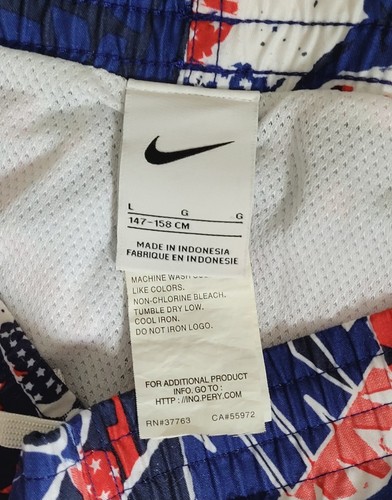 L G G
147-158 CM
MADE IN INDONESIA
FABRIQUE EN INDONESIE
MACHINE WASH
LIKE COLORS.
NON-CHLORINE BLEACH.
TUMBLE DRY LOW.
COOL IRON.
DO NOT IRON LOGO.
FOR ADDITIONAL PRODUCT
INFO. GO TO :
HTTP : //INQ.PERY.COM
RN#37763 CA#55972